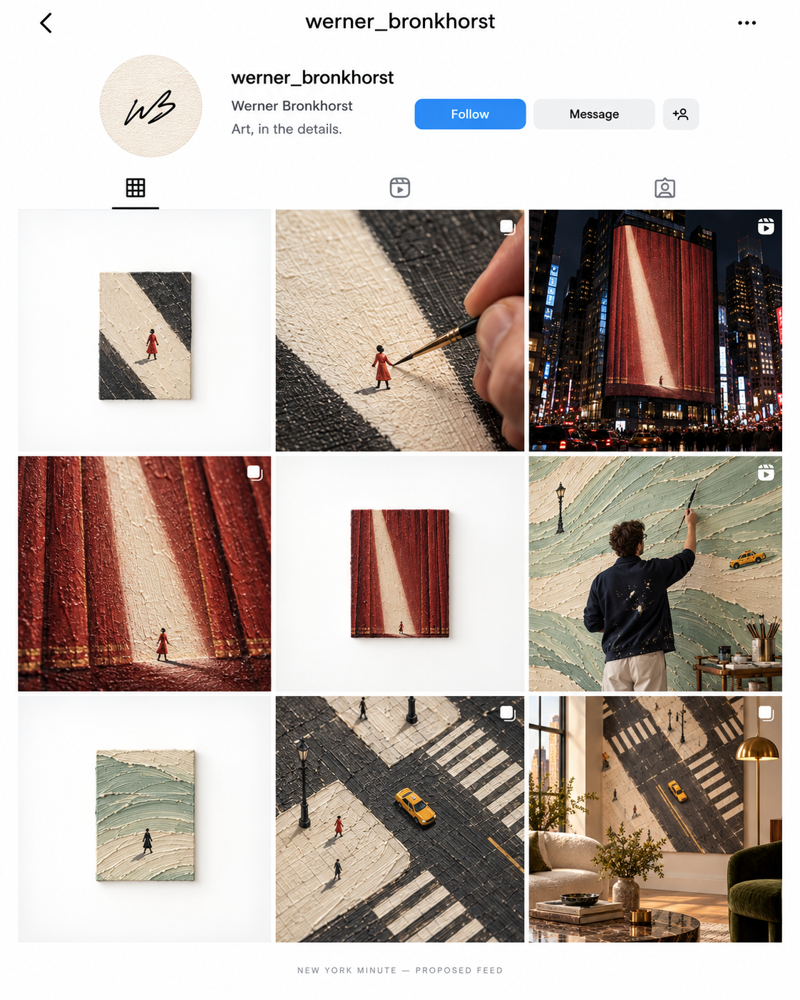 werner_bronkhorst
WB
werner_bronkhorst
Werner Bronkhorst
Art, in the details.
Follow
Message
NEW YORK MINUTE — PROPOSED FEED